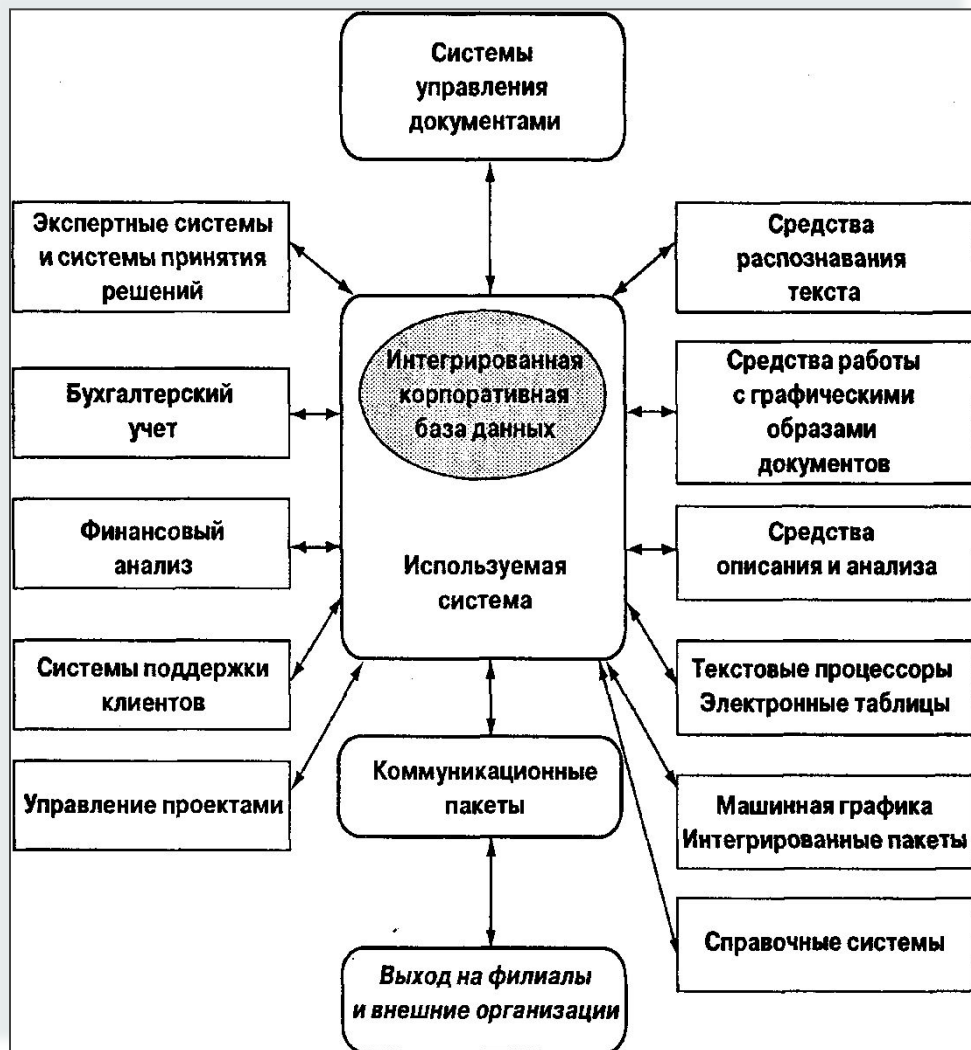 Системы
управления
документами
Экспертные системы
и системы принятия
решений
Бухгалтерский
учет
Финансовый
анализ
Системы поддержки
клиентов
Управление проектами
Интегрированная
корпоративная
база данных
Используемая
система
Коммуникационные
пакеты
Выход на филиалы
и внешние организации
Средства
распознавания
текста
Средства работы
с графическими
образами
документов
Средства
описания и анализа
Текстовые процессоры
Электронные таблицы
Машинная графика
Интегрированные пакеты
Справочные системы